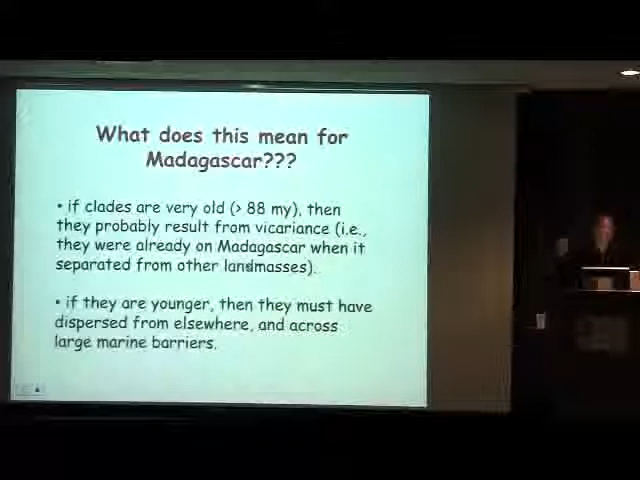 What does this mean for
Madagascar???
• if clades are very old (> 88 my), then
they probably result from vicariance (i.e.,
they were already on Madagascar when it
separated from other landmasses).
• if they are younger, then they must have
dispersed from elsewhere, and across
large marine barriers.